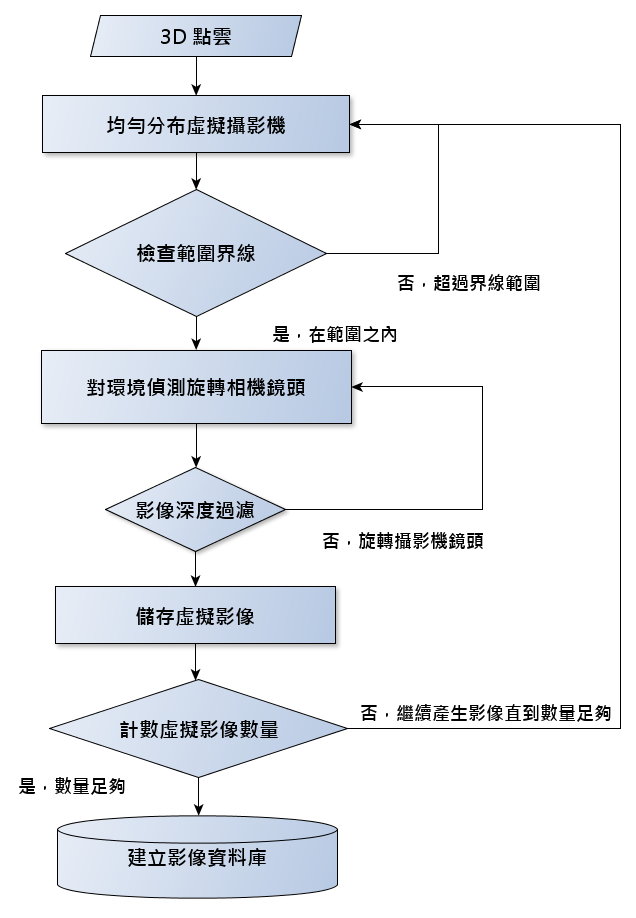 3D 點雲
均勻分布虛擬攝影機
檢查範圍界線
否，超過界線範圍
是，在範圍之內
對環境偵測旋轉相機鏡頭
影像深度過濾
否，旋轉攝影機鏡頭
儲存虛擬影像
計數虛擬影像數量
否，繼續產生影像直到數量足夠
是，數量足夠
建立影像資料庫